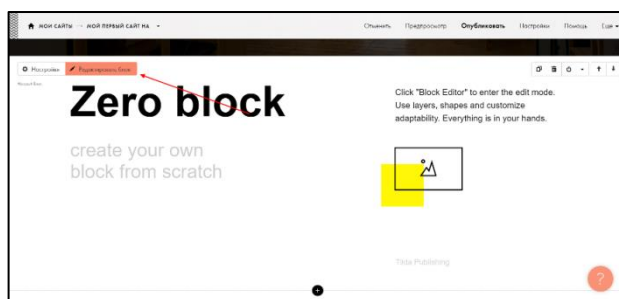 МОИ САЙТЫ → МОЙ ПЕРВЫЙ САЙТ НА
Отменить Предпросмотр Опубликовать Настройки Помощь Еще
Настройки Редактировать блок
Zero block
create your own
block from scratch
Click "Block Editor" to enter the edit mode.
Use layers, shapes and customize
adaptability. Everything is in your hands.
Tilda Publishing
?